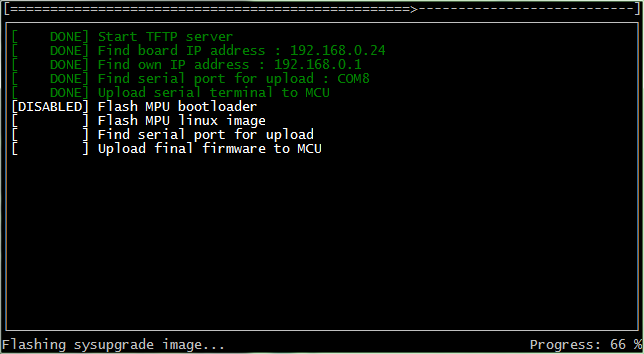 [==================================================>---------------------------]
[    DONE] Start TFTP server
[    DONE] Find board IP address : 192.168.0.24
[    DONE] Find own IP address : 192.168.0.1
[    DONE] Find serial port for upload : COM8
[    DONE] Upload serial terminal to MCU
[DISABLED] Flash MPU bootloader
[        ] Flash MPU linux image
[        ] Find serial port for upload
[        ] Upload final firmware to MCU
Flashing sysupgrade image... Progress: 66 %